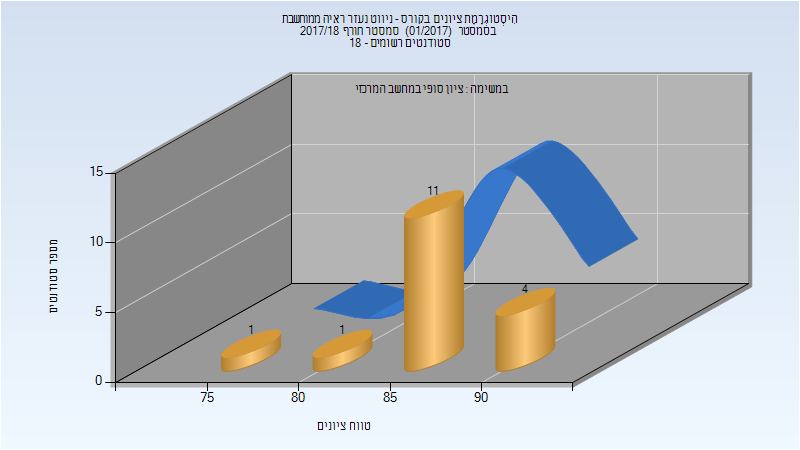 היסטוגרמת ציונים בקורס - ניווט נעזר ראיה ממוחשבת
בסמסטר (01/2017) סמסטר חורף 2017/18
סטודנטים רשומים - 18
במשימה : ציון סופי במחשב המרכזי
15
10
5
0
11
4
1
1
75
80
85
90
מספר סטודנטים
טווח ציונים